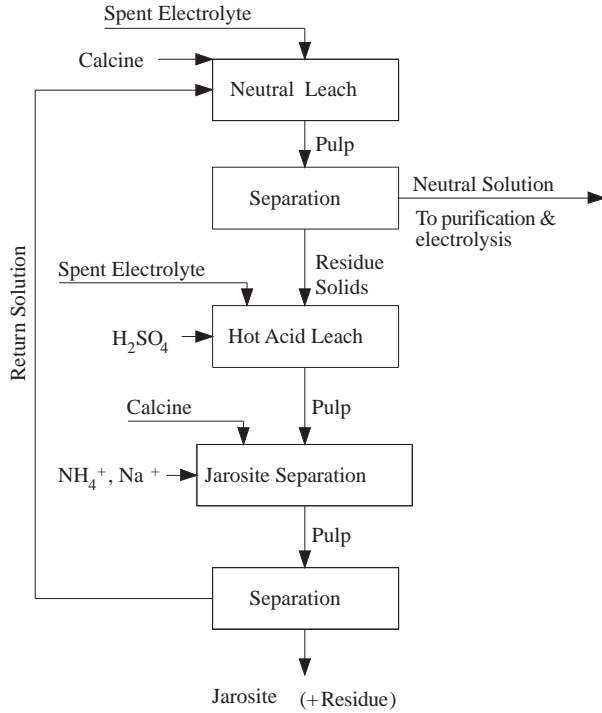 Spent Electrolyte
Calcine
Neutral Leach
Pulp
Separation
Neutral Solution
To purification &
electrolysis
Residue
Solids
Spent Electrolyte
Return Solution
H₂SO₄
Hot Acid Leach
Pulp
Calcine
NH₄⁺, Na⁺
Jarosite Separation
Pulp
Separation
Jarosite (+Residue)